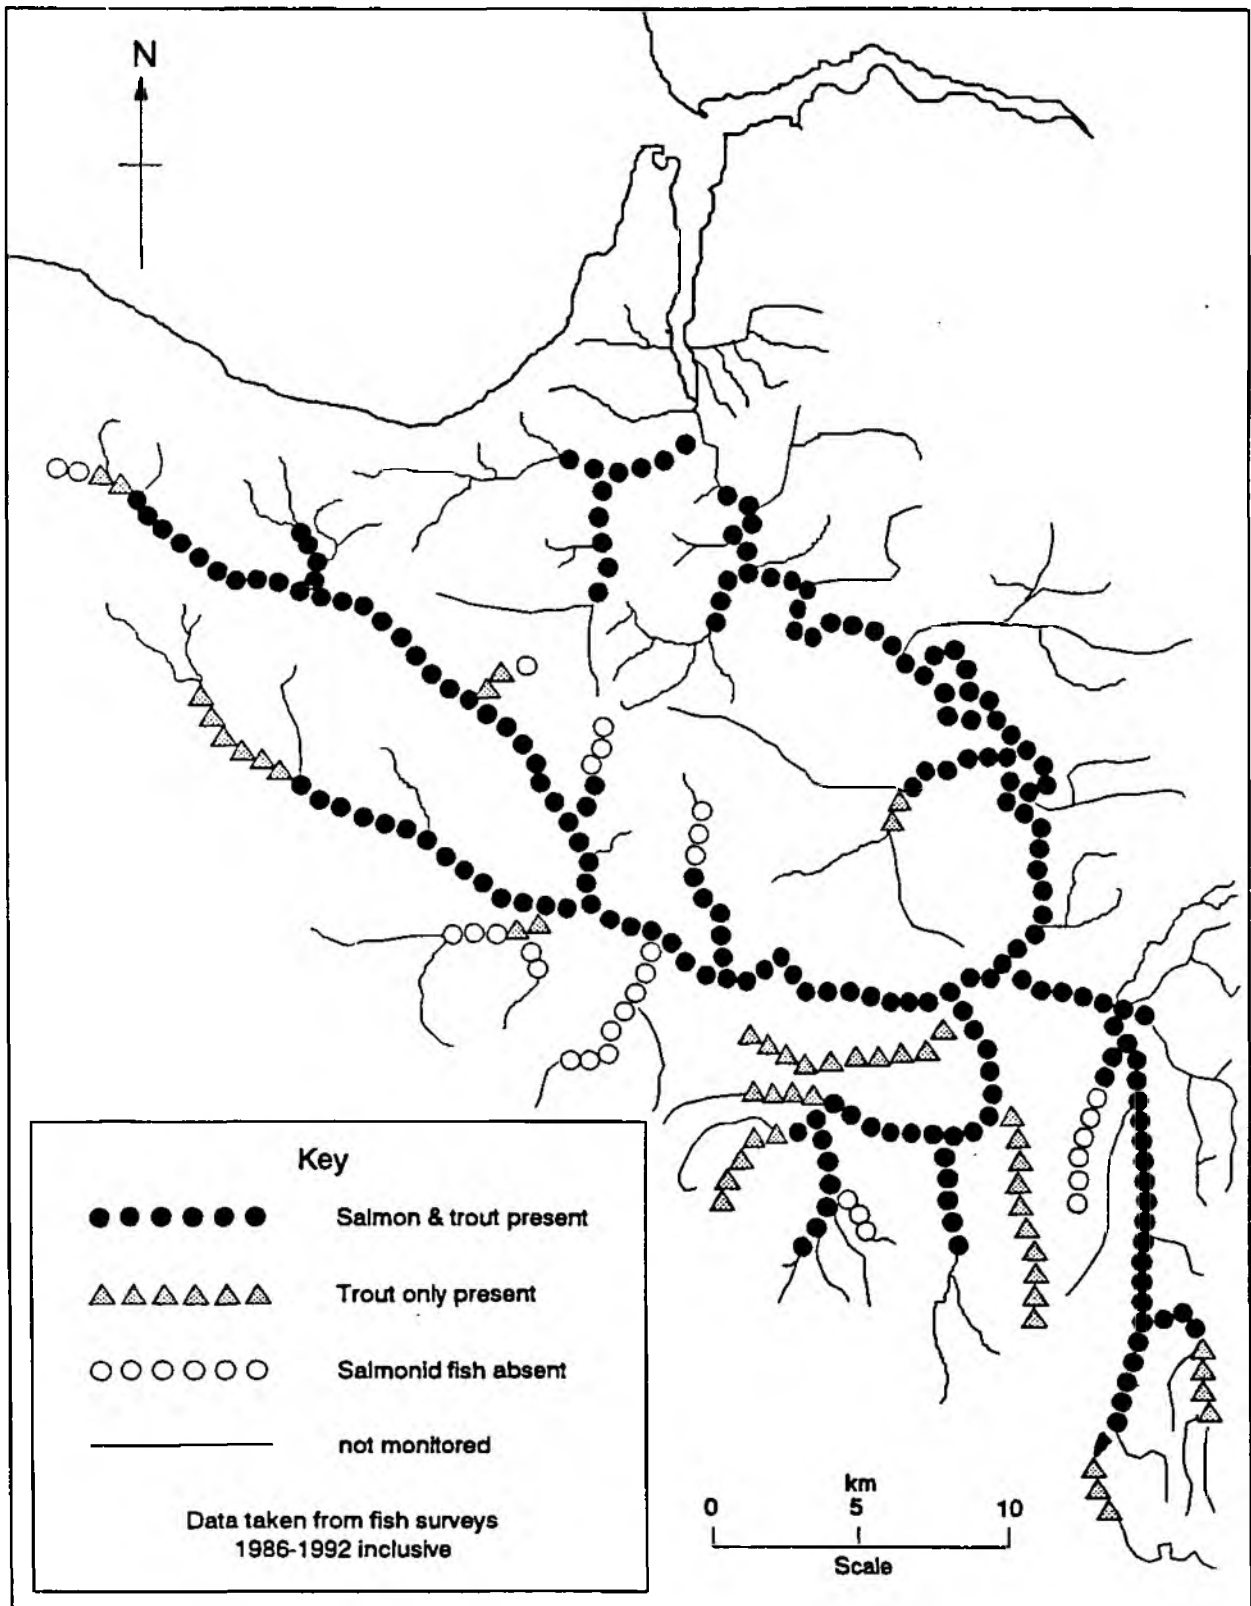 N
Key
Salmon & trout present
Trout only present
Salmonid fish absent
not monitored
Data taken from fish surveys
1986-1992 inclusive
km
0 5 10
Scale